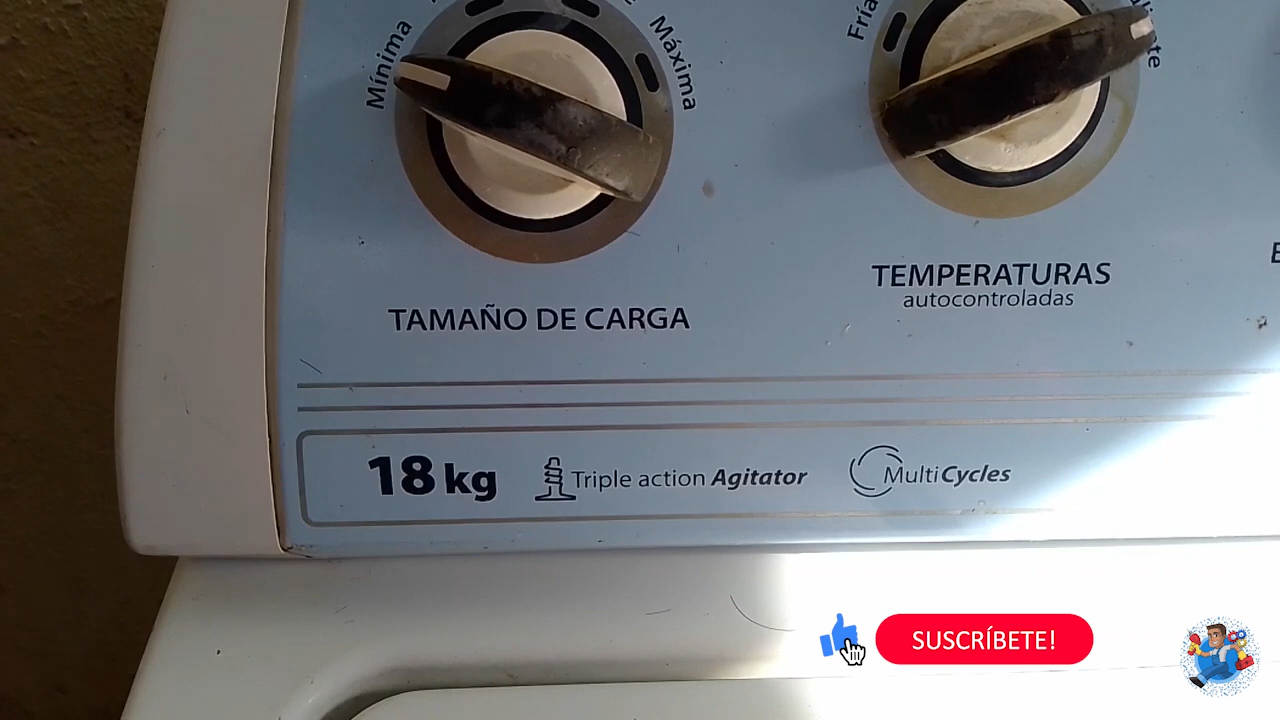 Mínima
Máxima
Fría
TAMAÑO DE CARGA
TEMPERATURAS
autocontroladas
18 kg
Triple action Agitator
MultiCycles
SUSCRÍBETE!